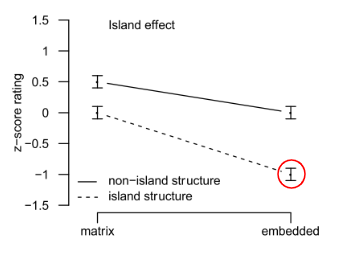 Island effect
1.5
1
0.5
0
−0.5
−1
−1.5
z−score rating
non−island structure
island structure
matrix embedded